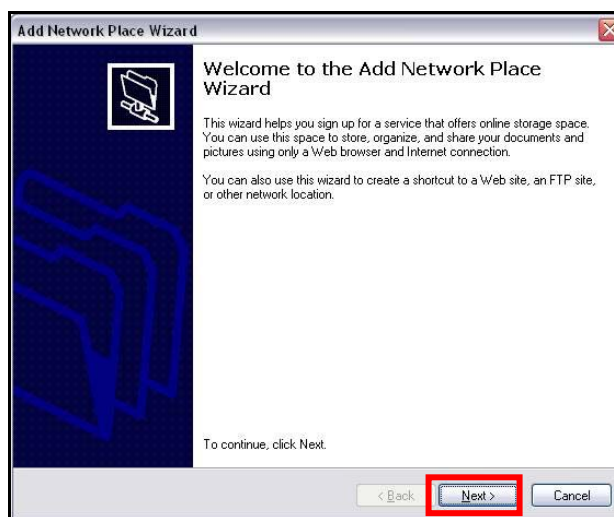 Add Network Place Wizard
Welcome to the Add Network Place
Wizard
This wizard helps you sign up for a service that offers online storage space.
You can use this space to store, organize, and share your documents and
pictures using only a Web browser and Internet connection.
You can also use this wizard to create a shortcut to a Web site, an FTP site,
or other network location.
To continue, click Next.
< Back Next > Cancel